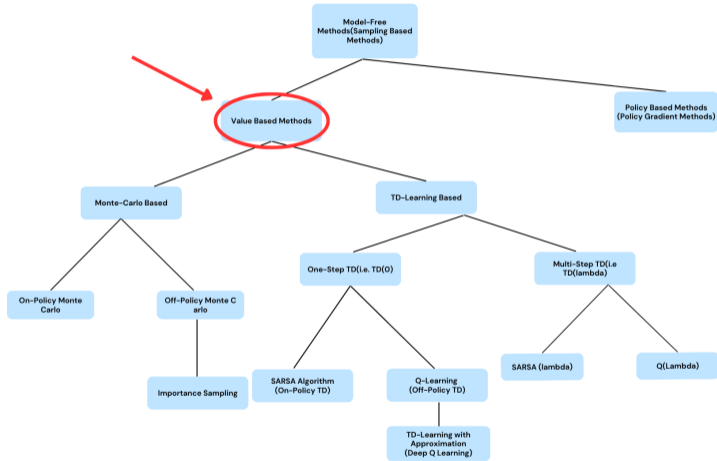 Model-Free
Methods(Sampling Based
Methods)
Value Based Methods
Policy Based Methods
(Policy Gradient Methods)
Monte-Carlo Based
TD-Learning Based
On-Policy Monte
Carlo
Off-Policy Monte C
arlo
One-Step TD(i.e. TD(0)
Multi-Step TD(i.e
TD(lambda)
Importance Sampling
SARSA Algorithm
(On-Policy TD)
Q-Learning
(Off-Policy TD)
SARSA (lambda)
Q(Lambda)
TD-Learning with
Approximation
(Deep Q Learning)